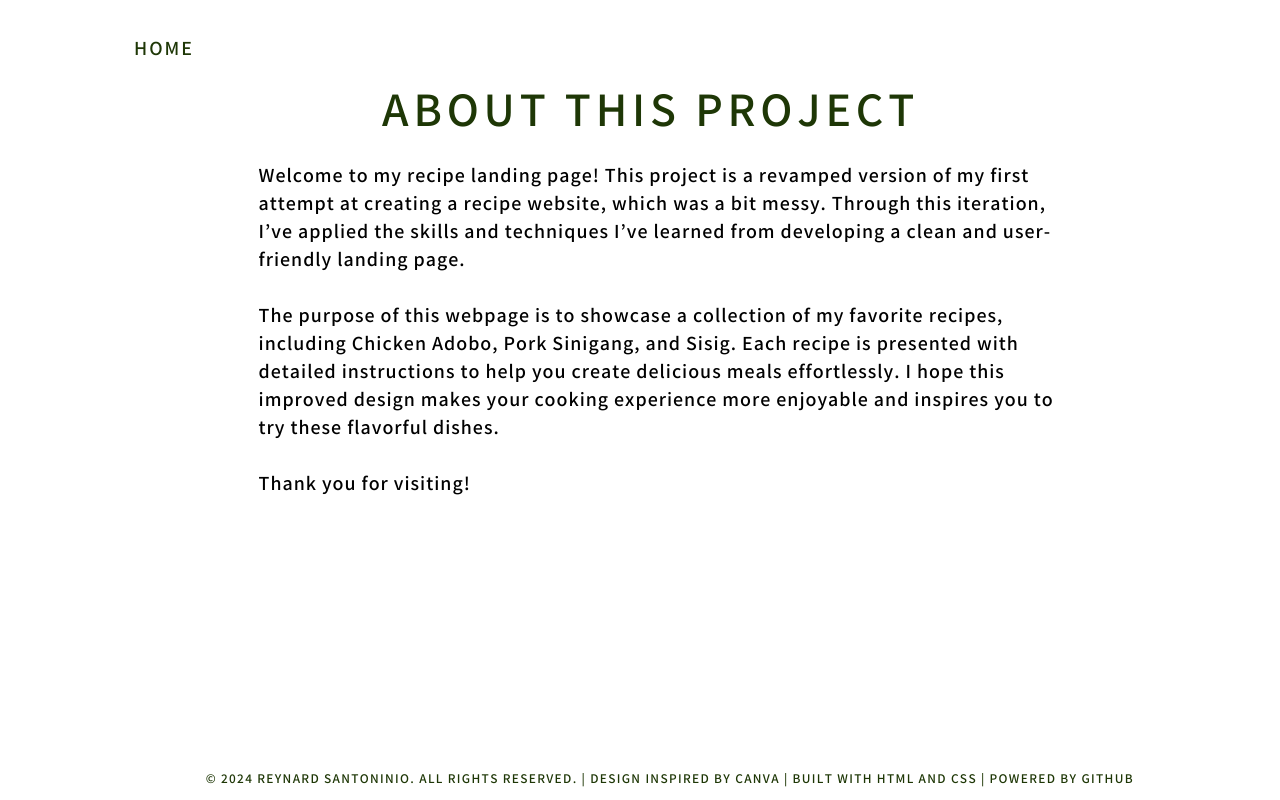 HOME
ABOUT THIS PROJECT
Welcome to my recipe landing page! This project is a revamped version of my first
attempt at creating a recipe website, which was a bit messy. Through this iteration,
I’ve applied the skills and techniques I’ve learned from developing a clean and user-
friendly landing page.
The purpose of this webpage is to showcase a collection of my favorite recipes,
including Chicken Adobo, Pork Sinigang, and Sisig. Each recipe is presented with
detailed instructions to help you create delicious meals effortlessly. I hope this
improved design makes your cooking experience more enjoyable and inspires you to
try these flavorful dishes.
Thank you for visiting!
© 2024 REYNARD SANTONINIO. ALL RIGHTS RESERVED. | DESIGN INSPIRED BY CANVA | BUILT WITH HTML AND CSS | POWERED BY GITHUB